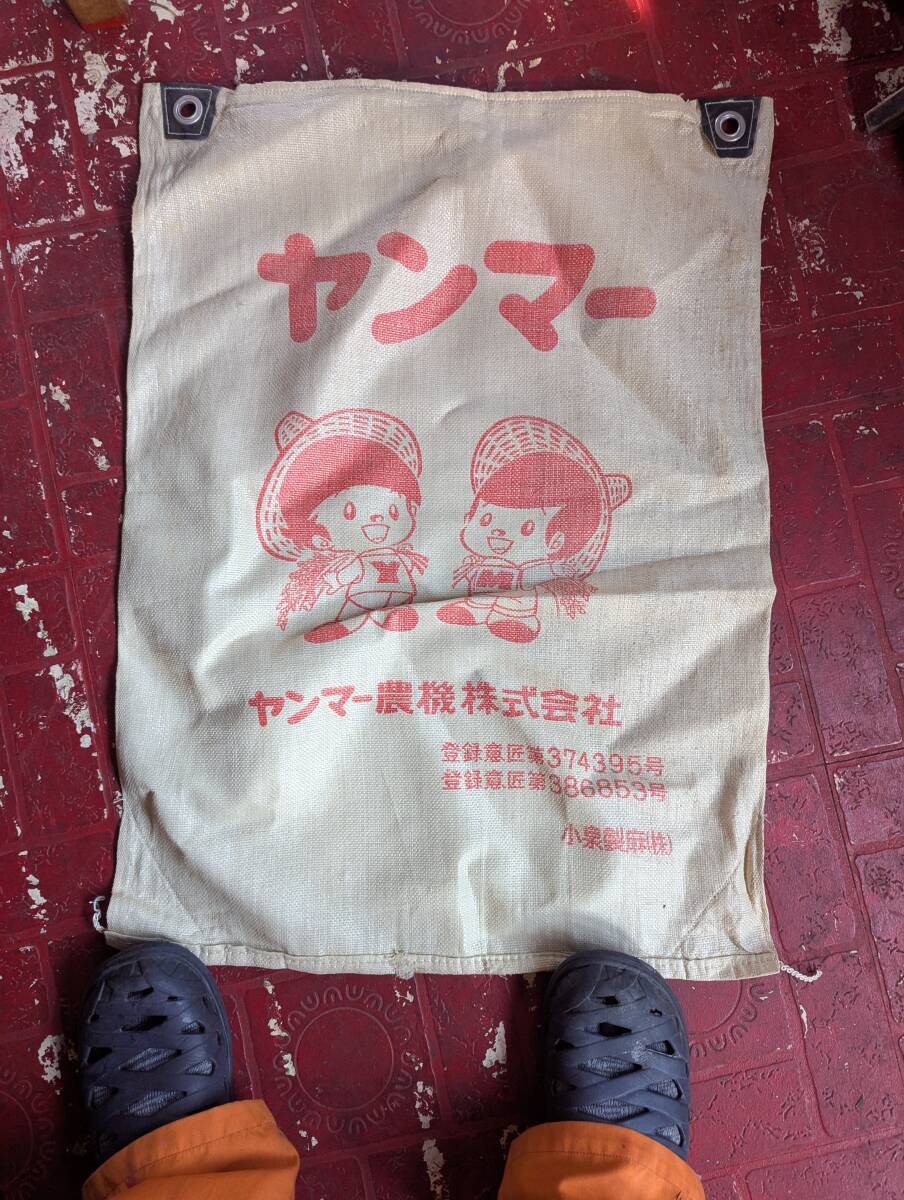 ヤンマー
Y
M
ヤンマー農機株式会社
登録意匠第374395号
登録意匠第386853号
小泉製麻(株)